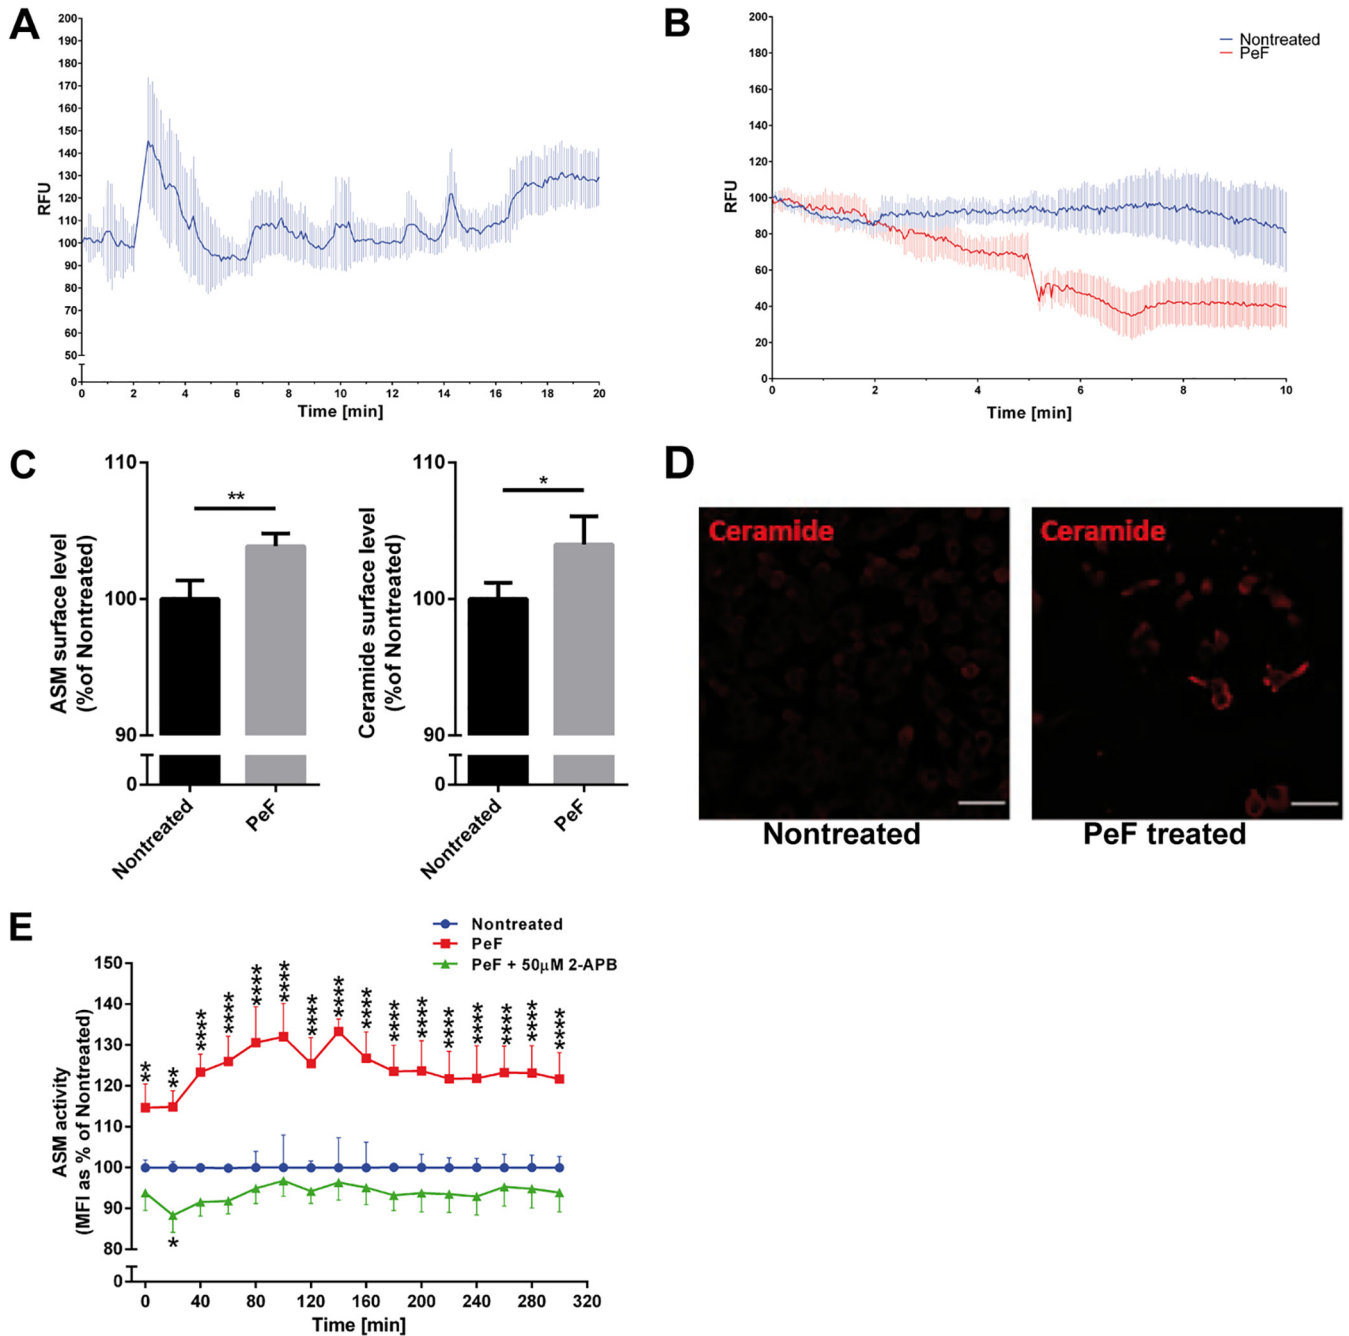 A
200
190
180
170
160
150
140
130
120
110
100
90
80
70
60
50
0
RFU
0 2 4 6 8 10 12 14 16 18 20
Time [min]
B
Nontreated
PeF
200
180
160
140
120
100
80
60
40
20
0
RFU
0 2 4 6 8 10
Time [min]
C
110
100
90
0
ASM surface level
(%of Nontreated)
**
Nontreated
PeF
110
100
90
0
Ceramide surface level
(%of Nontreated)
*
Nontreated
PeF
D
Ceramide
Nontreated
Ceramide
PeF treated
E
Nontreated
PeF
PeF + 50μM 2-APB
150
140
130
120
110
100
90
80
0
ASM activity
(MFI as % of Nontreated)
** ** **** **** **** **** **** **** **** **** **** **** **** **** **** ****
*
0 40 80 120 160 200 240 280 320
Time [min]